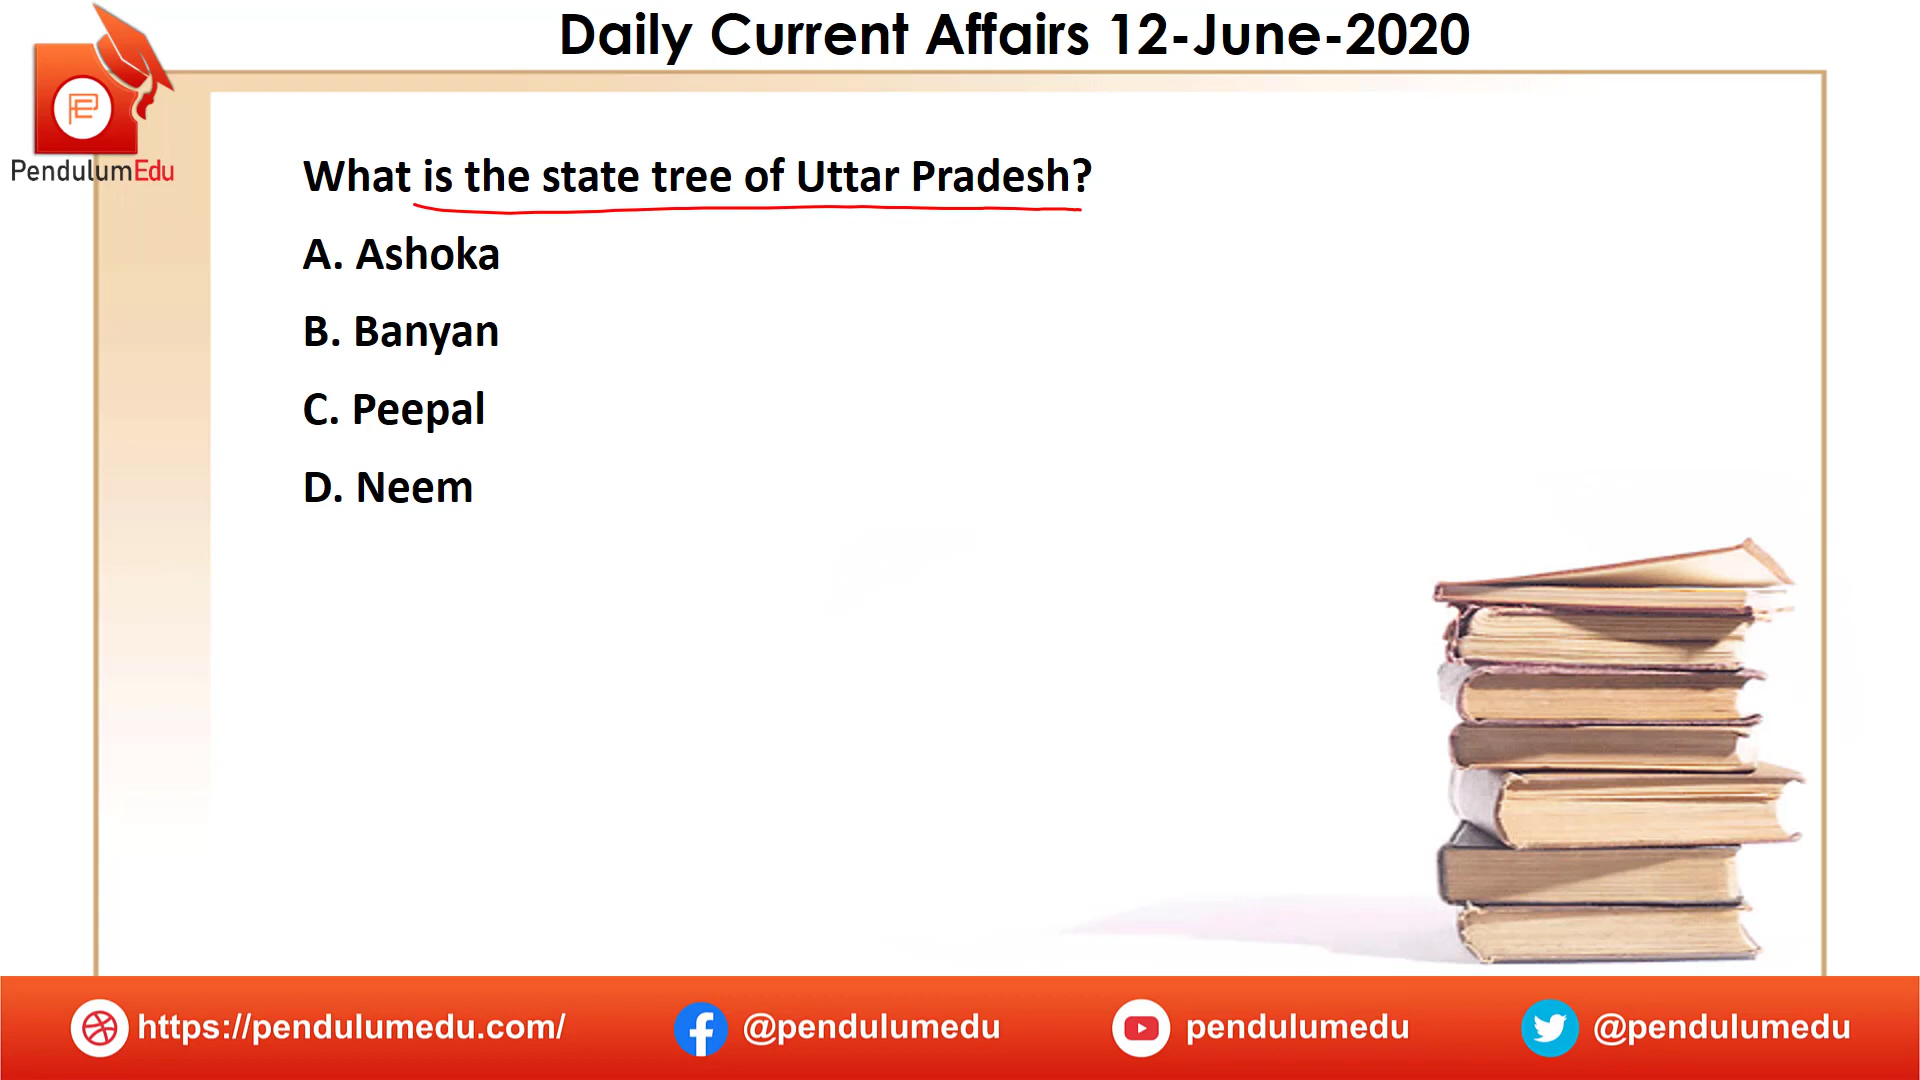 Daily Current Affairs 12-June-2020
PendulumEdu
What is the state tree of Uttar Pradesh?
A. Ashoka
B. Banyan
C. Peepal
D. Neem
https://pendulumedu.com/
@pendulumedu
pendulumedu
@pendulumedu